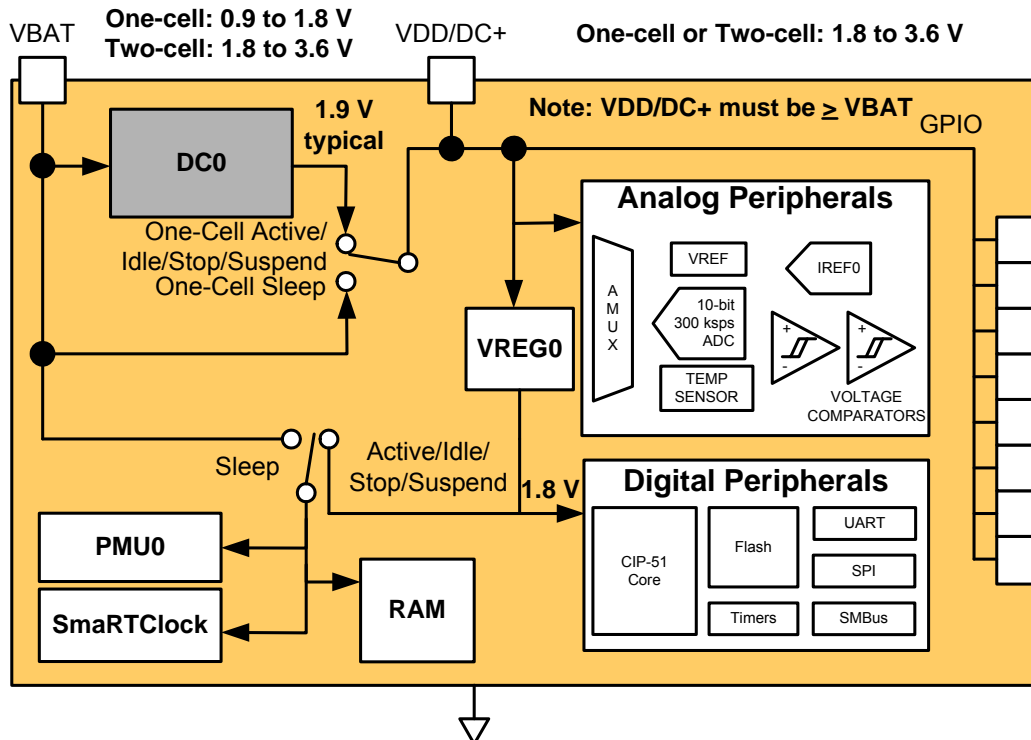 VBAT
One-cell: 0.9 to 1.8 V
Two-cell: 1.8 to 3.6 V
VDD/DC+
One-cell or Two-cell: 1.8 to 3.6 V
Note: VDD/DC+ must be ≥ VBAT
GPIO
1.9 V
typical
DC0
One-Cell Active/
Idle/Stop/Suspend
One-Cell Sleep
Analog Peripherals
A
M
U
X
VREF
IREF0
10-bit
300 ksps
ADC
+
-
+
-
TEMP
SENSOR
VOLTAGE
COMPARATORS
VREG0
Sleep
Active/Idle/
Stop/Suspend
1.8 V
Digital Peripherals
CIP-51
Core
Flash
Timers
UART
SPI
SMBus
PMU0
SmaRTClock
RAM